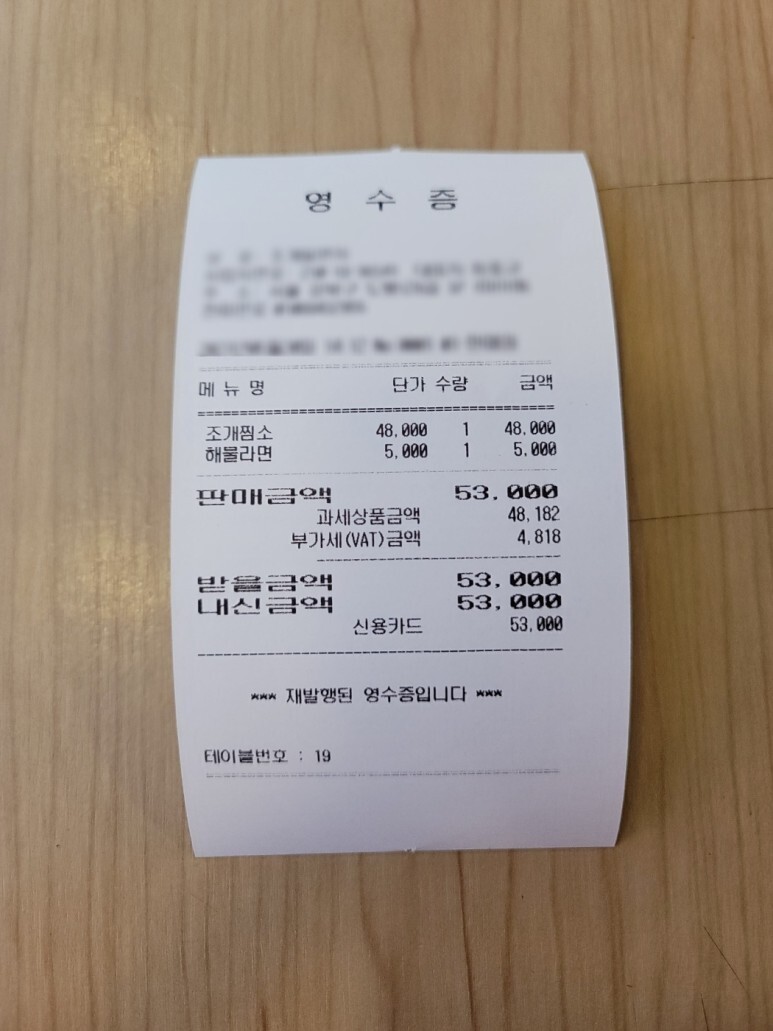 영 수 증
메 뉴 명 단가 수량 금액
조개찜소 48,000 1 48,000
해물라면 5,000 1 5,000
판매금액 53,000
과세상품금액 48,182
부가세(VAT)금액 4,818
받을금액 53,000
내신금액 53,000
신용카드 53,000
*** 재발행된 영수증입니다 ***
테이블번호 : 19